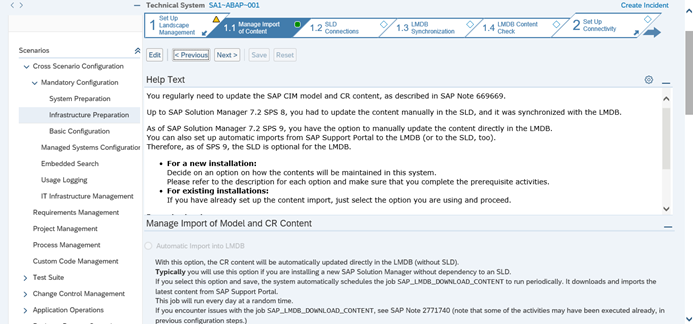 Technical System SA1~ABAP~001
Create Incident
1 Set Up Landscape Management
1.1 Manage Import of Content
1.2 SLD Connections
1.3 LMDB Synchronization
1.4 LMDB Content Check
2 Set Up Connectivity
Edit < Previous Next > Save Reset
Scenarios
Cross Scenario Configuration
Mandatory Configuration
System Preparation
Infrastructure Preparation
Basic Configuration
Managed Systems Configuration
Embedded Search
Usage Logging
IT Infrastructure Management
Requirements Management
Project Management
Process Management
Custom Code Management
Test Suite
Change Control Management
Application Operations
Help Text
You regularly need to update the SAP CIM model and CR content, as described in SAP Note 669669.
Up to SAP Solution Manager 7.2 SPS 8, you had to update the content manually in the SLD, and it was synchronized with the LMDB.
As of SAP Solution Manager 7.2 SPS 9, you have the option to manually update the content directly in the LMDB.
You can also set up automatic imports from SAP Support Portal to the LMDB (or to the SLD, too).
Therefore, as of SPS 9, the SLD is optional for the LMDB.
• For a new installation:
Decide on an option on how the contents will be maintained in this system.
Please refer to the description for each option and make sure that you complete the prerequisite activities.
• For existing installations:
If you have already set up the content import, just select the option you are using and proceed.
Manage Import of Model and CR Content
Automatic Import into LMDB
With this option, the CR content will be automatically updated directly in the LMDB (without SLD).
Typically you will use this option if you are installing a new SAP Solution Manager without dependency to an SLD.
If you select this option and save, the system automatically schedules the job SAP_LMDB_DOWNLOAD_CONTENT to run periodically. It downloads and imports the
latest content from SAP Support Portal.
This job will run every day at a random time.
If you encounter issues with the job SAP_LMDB_DOWNLOAD_CONTENT, see SAP Note 2771740 (note that some of the activities may have been executed already, in
previous configuration steps.)